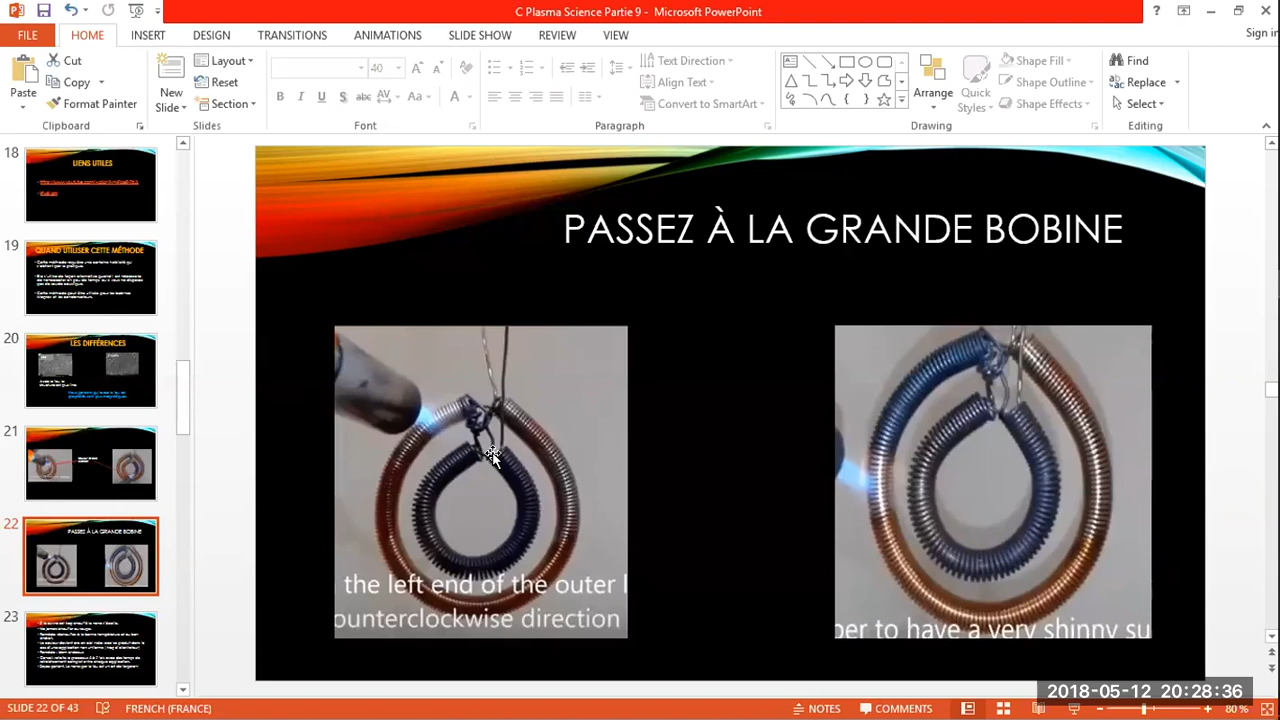 C Plasma Science Partie 9 - Microsoft PowerPoint
FILE HOME INSERT DESIGN TRANSITIONS ANIMATIONS SLIDE SHOW REVIEW VIEW Sign in
Paste Cut Copy Format Painter
New Slide Layout Reset Section
40
B I U S abc AV Aa A
Text Direction Align Text Convert to SmartArt
Arrange Quick Styles Shape Fill Shape Outline Shape Effects
Find Replace Select
Clipboard Slides Font Paragraph Drawing Editing
18
LIENS UTILES
19
QUAND UTILISER CETTE MÉTHODE
20
LES DIFFÉRENCES
21
22
PASSEZ À LA GRANDE BOBINE
23
PASSEZ À LA GRANDE BOBINE
the left end of the outer l
ounterclockwise direction
per to have a very shinny su
2018-05-12 20:28:36
SLIDE 22 OF 43 FRENCH (FRANCE) NOTES COMMENTS 80 %